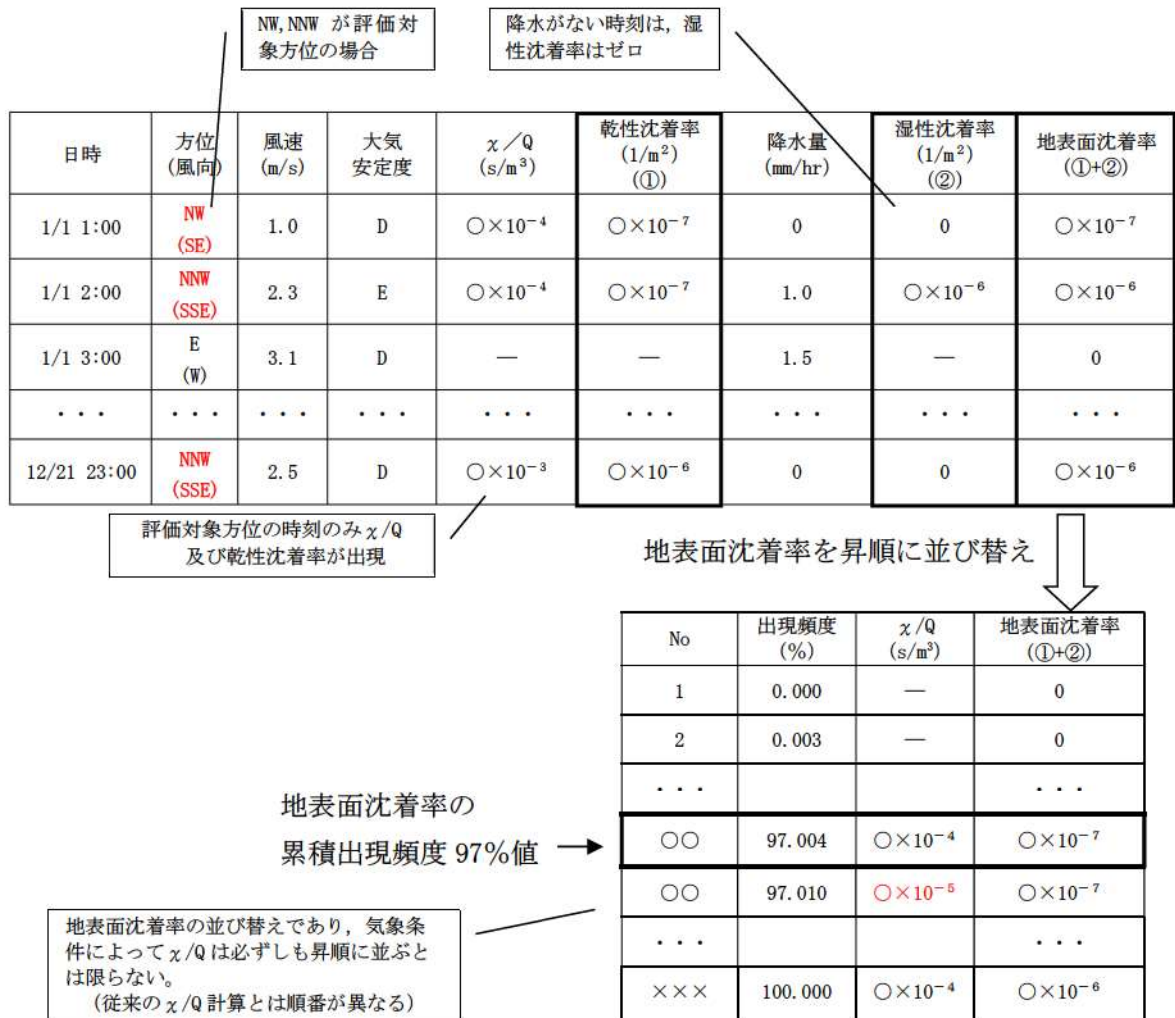 NW,NNW が評価対
象方位の場合
降水がない時刻は，湿
性沈着率はゼロ
日時 方位 (風向) 風速 (m/s) 大気 安定度 χ／Q (s/m³) 乾性沈着率 (1/m²) (①) 降水量 (mm/hr) 湿性沈着率 (1/m²) (②) 地表面沈着率 (①+②)
1/1 1:00 NW (SE) 1.0 D ○×10⁻⁴ ○×10⁻⁷ 0 0 ○×10⁻⁷
1/1 2:00 NNW (SSE) 2.3 E ○×10⁻⁴ ○×10⁻⁷ 1.0 ○×10⁻⁶ ○×10⁻⁶
1/1 3:00 E (W) 3.1 D — — 1.5 — 0
・・・ ・・・ ・・・ ・・・ ・・・ ・・・ ・・・ ・・・ ・・・
12/21 23:00 NNW (SSE) 2.5 D ○×10⁻³ ○×10⁻⁶ 0 0 ○×10⁻⁶
評価対象方位の時刻のみχ/Q
及び乾性沈着率が出現
地表面沈着率を昇順に並び替え
No 出現頻度 (%) χ/Q (s/m³) 地表面沈着率 (①+②)
1 0.000 — 0
2 0.003 — 0
・・・ ・・・
地表面沈着率の
累積出現頻度 97％値
○○ 97.004 ○×10⁻⁴ ○×10⁻⁷
○○ 97.010 ○×10⁻⁵ ○×10⁻⁷
・・・ ・・・
××× 100.000 ○×10⁻⁴ ○×10⁻⁶
地表面沈着率の並び替えであり，気象条
件によってχ/Qは必ずしも昇順に並ぶと
は限らない。
（従来のχ/Q計算とは順番が異なる）